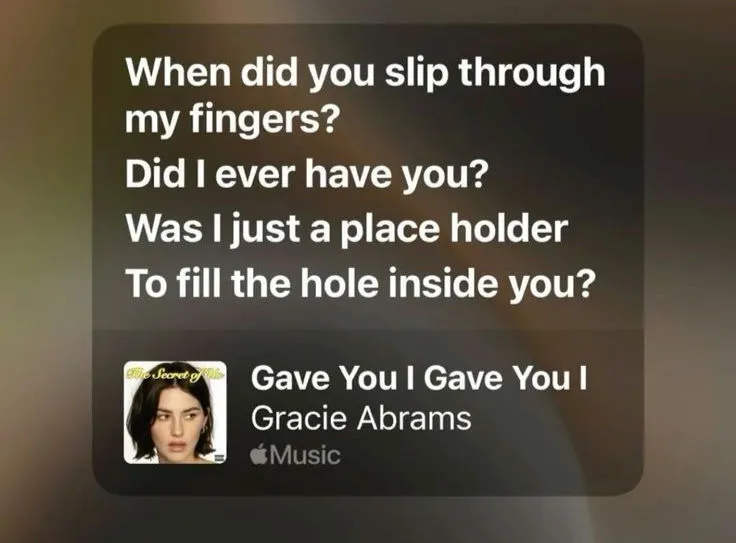 When did you slip through
my fingers?
Did I ever have you?
Was I just a place holder
To fill the hole inside you?
The Secret of Us
Gave You I Gave You I
Gracie Abrams
Music